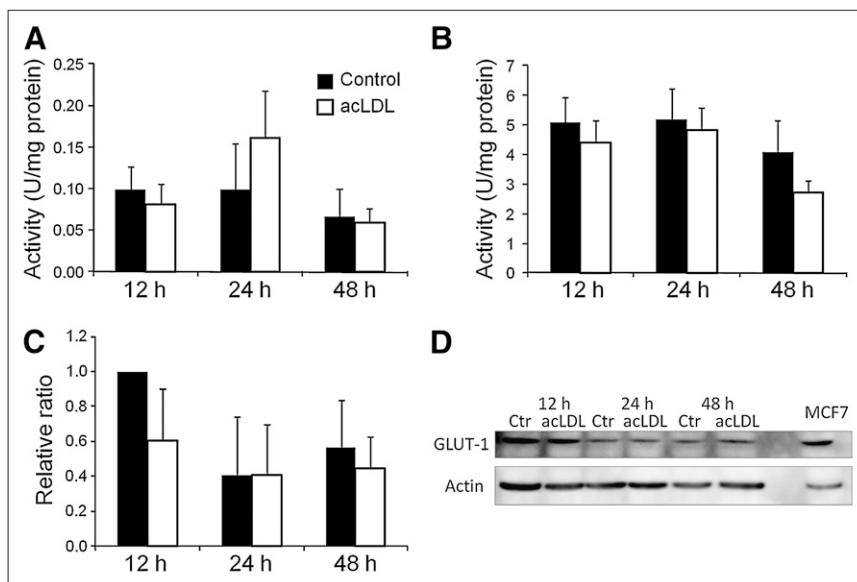 A
Activity (U/mg protein)
0.25
0.20
0.15
0.10
0.05
0.00
Control
acLDL
12 h 24 h 48 h
B
Activity (U/mg protein)
7
6
5
4
3
2
1
0
12 h 24 h 48 h
C
Relative ratio
1.2
1.0
0.8
0.6
0.4
0.2
0.0
12 h 24 h 48 h
D
12 h 24 h 48 h
Ctr acLDL Ctr acLDL Ctr acLDL MCF7
GLUT-1
Actin